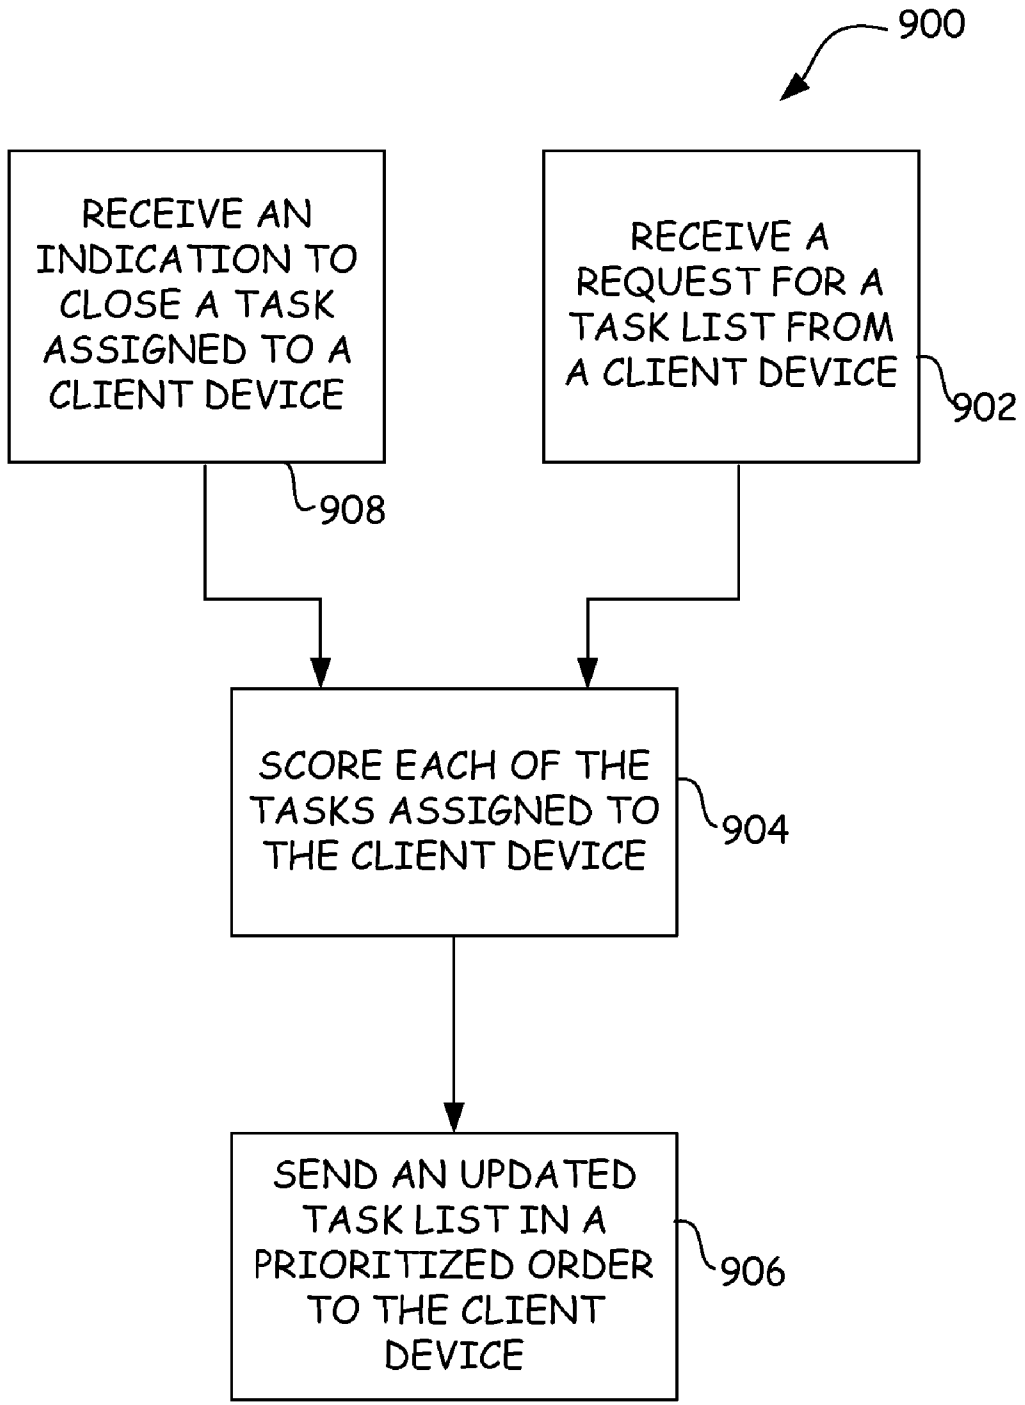 900
RECEIVE AN
INDICATION TO
CLOSE A TASK
ASSIGNED TO A
CLIENT DEVICE
908
RECEIVE A
REQUEST FOR A
TASK LIST FROM
A CLIENT DEVICE
902
SCORE EACH OF THE
TASKS ASSIGNED TO
THE CLIENT DEVICE
904
SEND AN UPDATED
TASK LIST IN A
PRIORITIZED ORDER
TO THE CLIENT
DEVICE
906